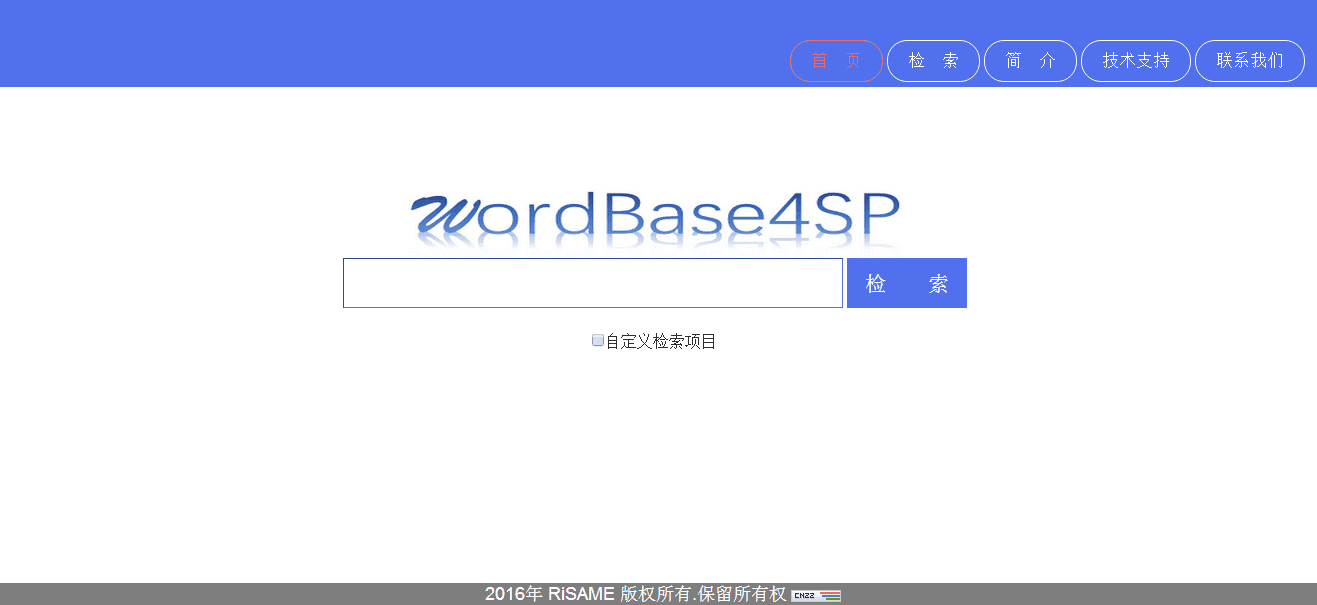 首 页 检 索 简 介 技术支持 联系我们
WordBase4SP
检 索
自定义检索项目
2016年 RiSAME 版权所有.保留所有权 CNZZ